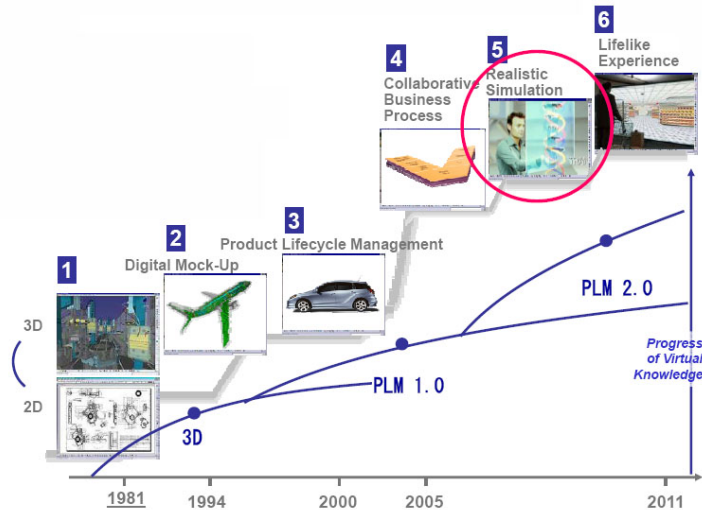 6
Lifelike
Experience
5
Realistic
Simulation
4
Collaborative
Business
Process
3
Product Lifecycle Management
2
Digital Mock-Up
1
3D
2D
PLM 2.0
PLM 1.0
3D
Progress
of Virtual
Knowledge
1981
1994
2000
2005
2011